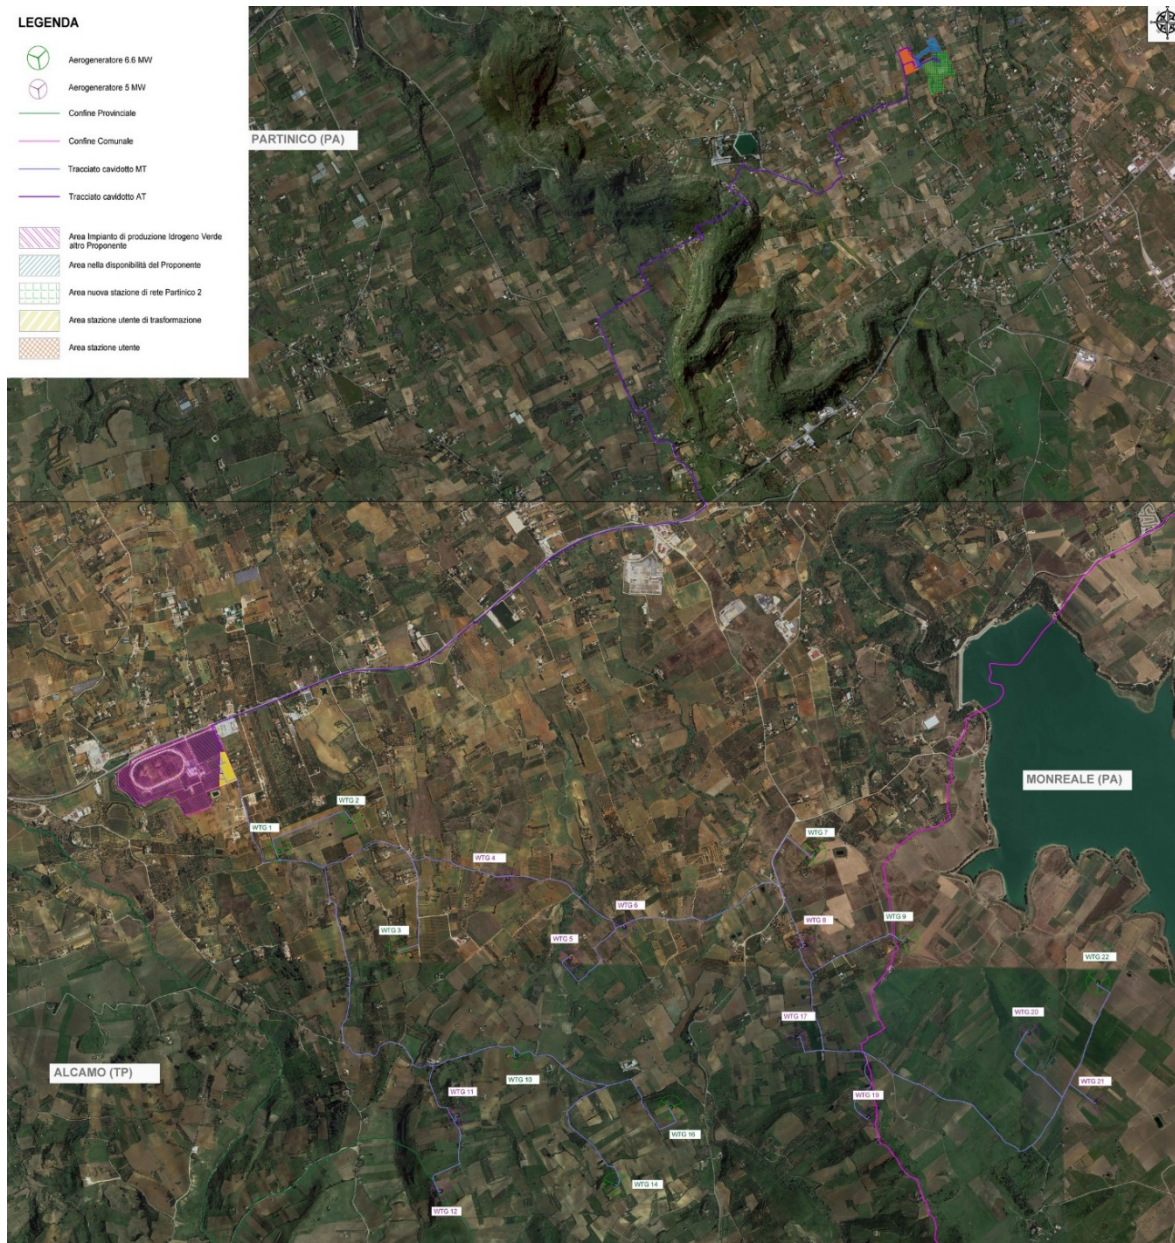 LEGENDA
Aerogeneratore 6.6 MW
Aerogeneratore 5 MW
Confine Provinciale
Confine Comunale
Tracciato cavidotto MT
Tracciato cavidotto AT
Area Impianto di produzione Idrogeno Verde
altro Proponente
Area nella disponibilità del Proponente
Area nuova stazione di rete Partinico 2
Area stazione utente di trasformazione
Area stazione utente
PARTINICO (PA)
MONREALE (PA)
WTG 2
WTG 1
WTG 7
WTG 4
WTG 6
WTG 9
WTG 8
WTG 3
WTG 5
WTG 22
WTG 20
WTG 17
ALCAMO (TP)
WTG 10
WTG 21
WTG 11
WTG 19
WTG 16
WTG 14
WTG 12